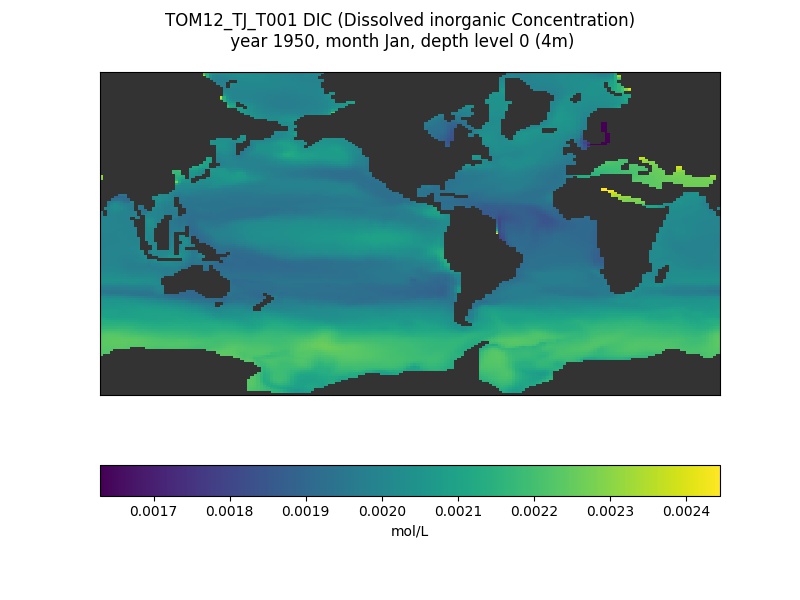 TOM12_TJ_T001 DIC (Dissolved inorganic Concentration)
year 1950, month Jan, depth level 0 (4m)
0.0017 0.0018 0.0019 0.0020 0.0021 0.0022 0.0023 0.0024
mol/L